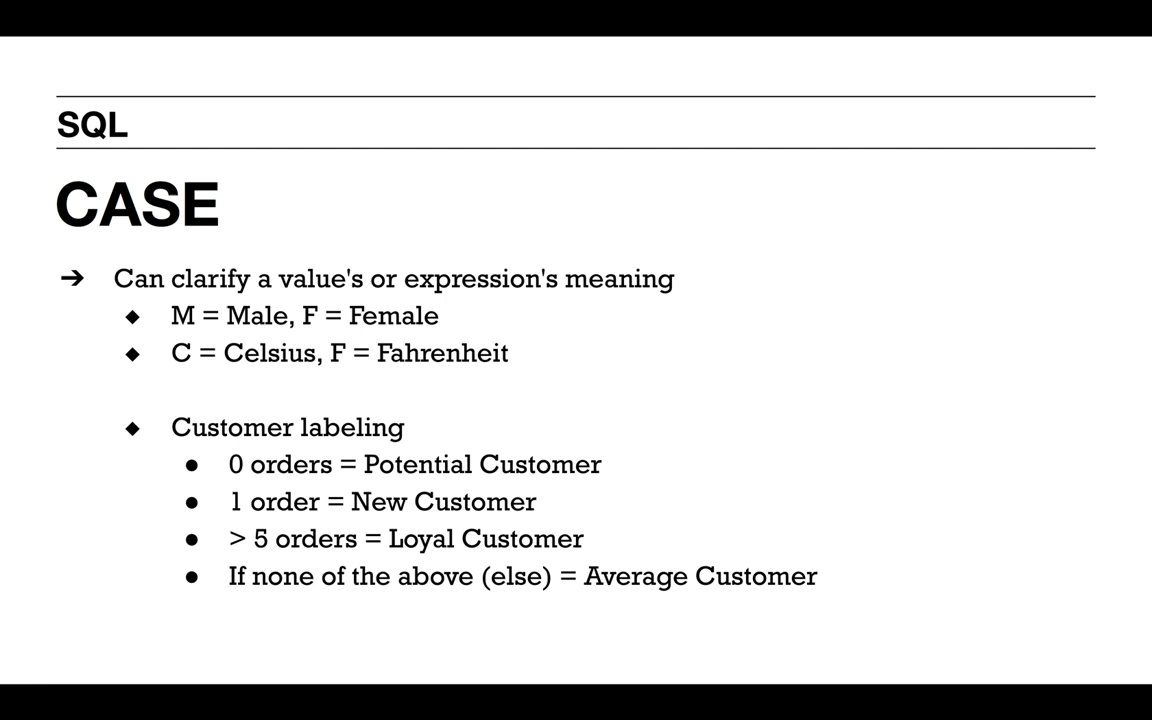 SQL
CASE
➔ Can clarify a value's or expression's meaning
◆ M = Male, F = Female
◆ C = Celsius, F = Fahrenheit
◆ Customer labeling
● 0 orders = Potential Customer
● 1 order = New Customer
● > 5 orders = Loyal Customer
● If none of the above (else) = Average Customer